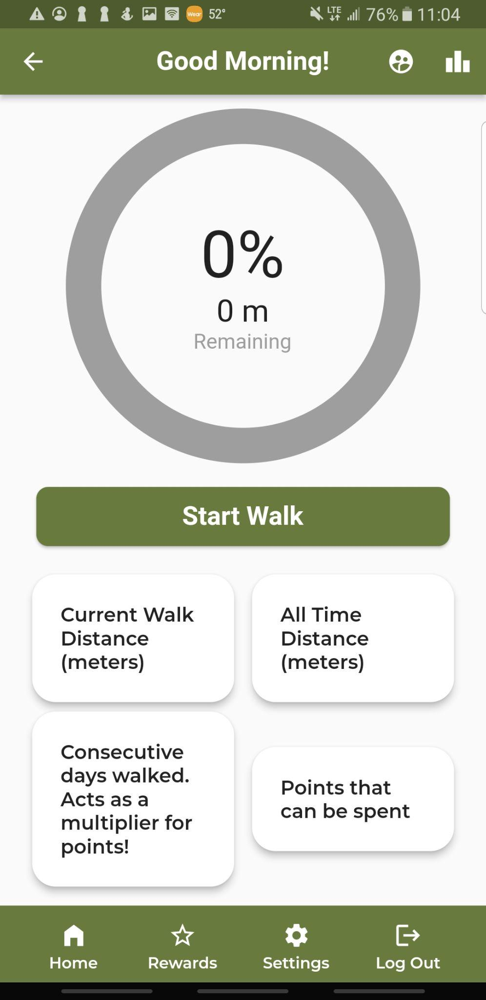 Wear 52° LTE 76% 11:04
Good Morning!
0%
0 m
Remaining
Start Walk
Current Walk
Distance
(meters)
All Time
Distance
(meters)
Consecutive
days walked.
Acts as a
multiplier for
points!
Points that
can be spent
Home Rewards Settings Log Out